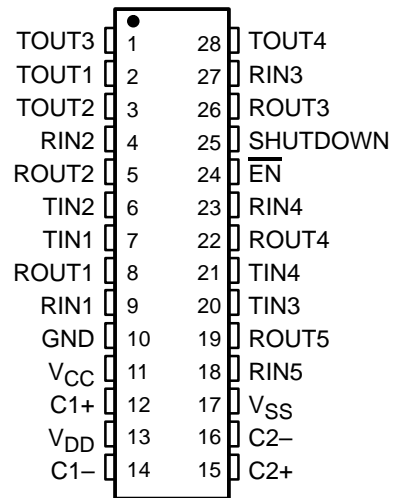 TOUT3 1 28 TOUT4
TOUT1 2 27 RIN3
TOUT2 3 26 ROUT3
RIN2 4 25 SHUTDOWN
ROUT2 5 24 E̅N̅
TIN2 6 23 RIN4
TIN1 7 22 ROUT4
ROUT1 8 21 TIN4
RIN1 9 20 TIN3
GND 10 19 ROUT5
VCC 11 18 RIN5
C1+ 12 17 VSS
VDD 13 16 C2–
C1– 14 15 C2+